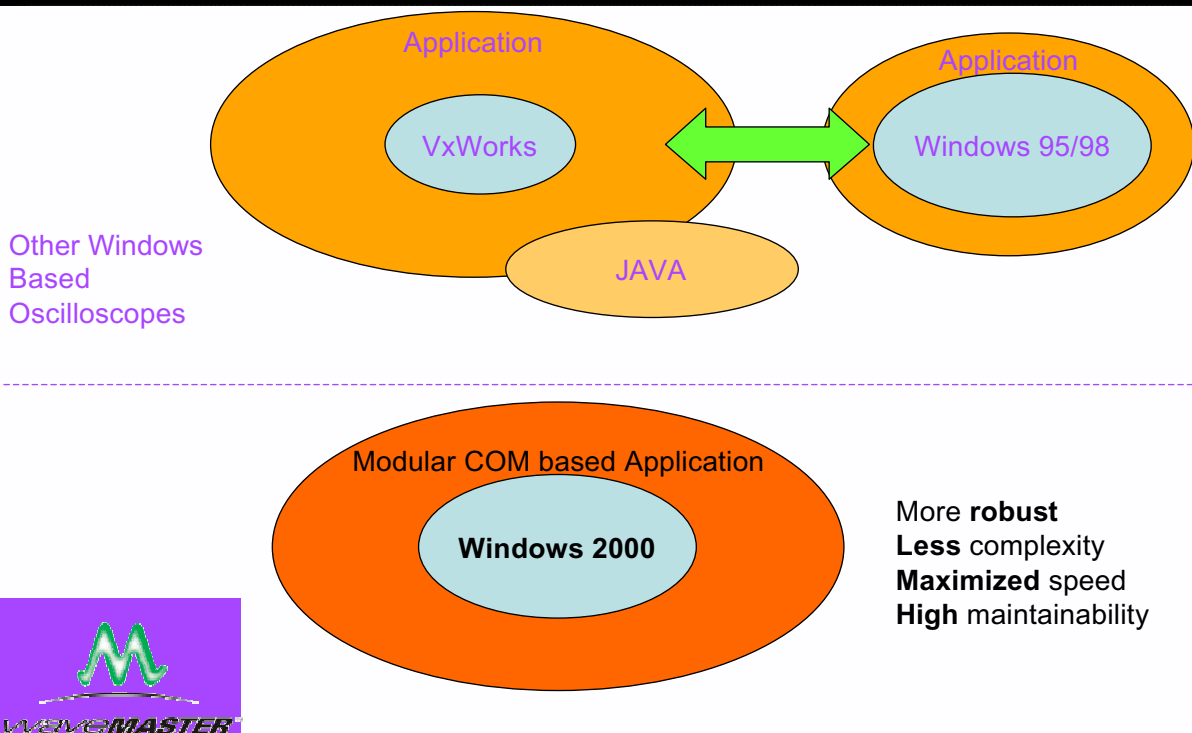 Application
Application
VxWorks
Windows 95/98
Other Windows
Based
Oscilloscopes
JAVA
Modular COM based Application
Windows 2000
More robust
Less complexity
Maximized speed
High maintainability
WAVEMASTER